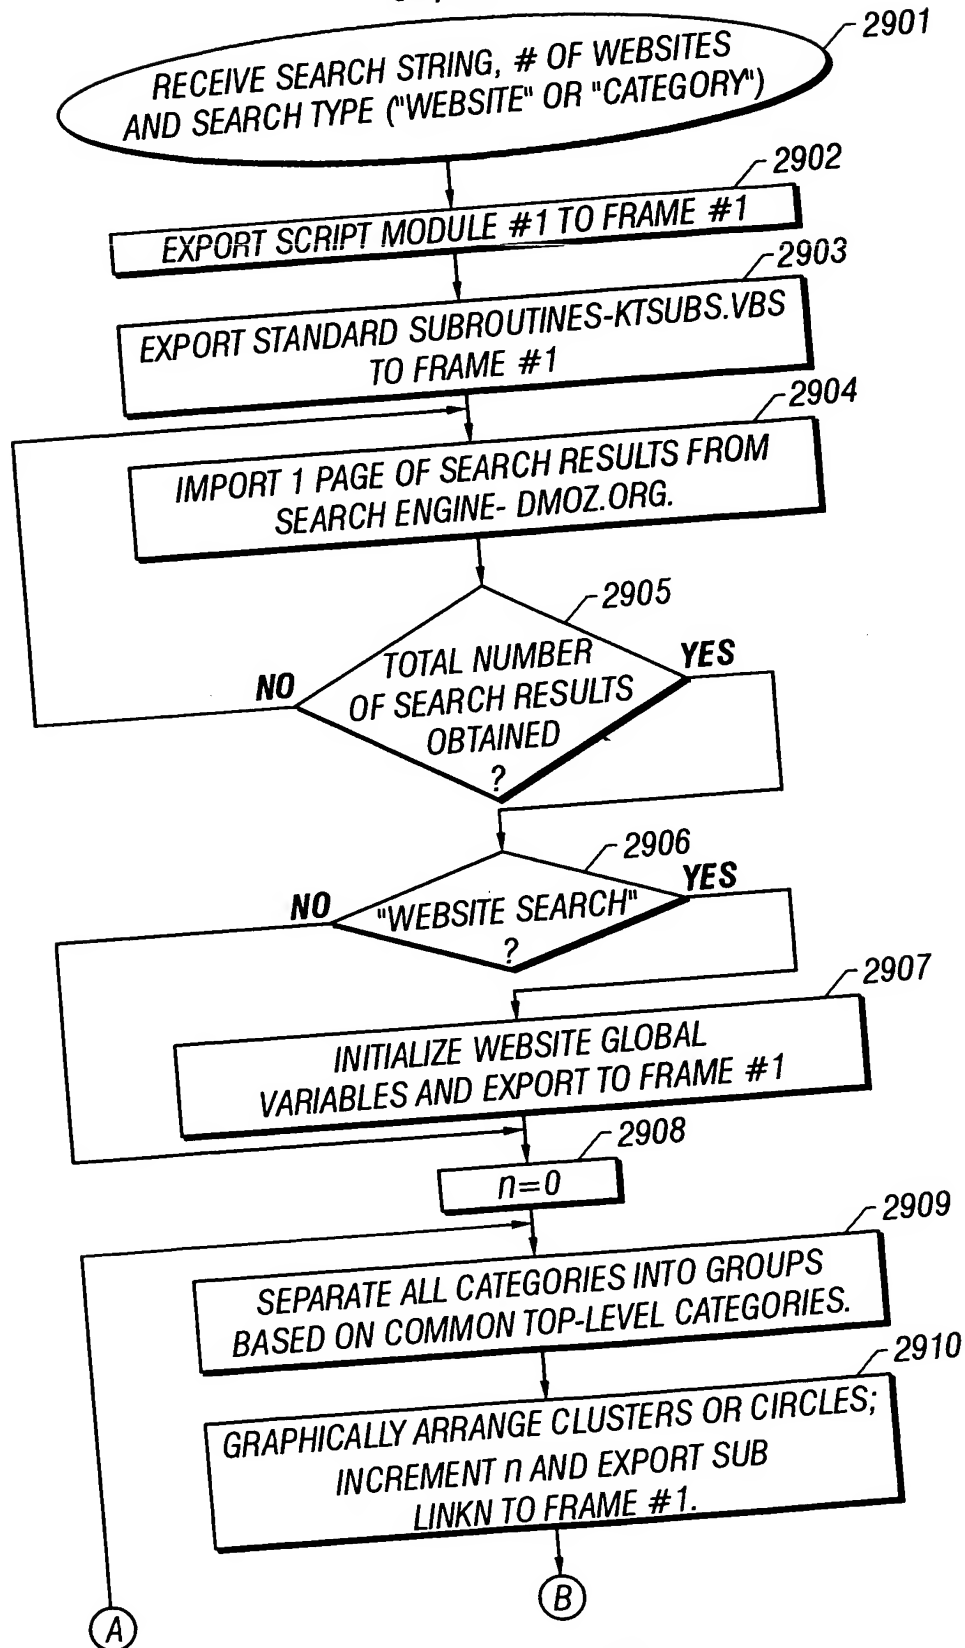 2901
RECEIVE SEARCH STRING, # OF WEBSITES
AND SEARCH TYPE ("WEBSITE" OR "CATEGORY")
2902
EXPORT SCRIPT MODULE #1 TO FRAME #1
2903
EXPORT STANDARD SUBROUTINES-KTSUBS.VBS
TO FRAME #1
2904
IMPORT 1 PAGE OF SEARCH RESULTS FROM
SEARCH ENGINE- DMOZ.ORG.
2905
TOTAL NUMBER
OF SEARCH RESULTS
OBTAINED
?
NO
YES
2906
"WEBSITE SEARCH"
?
NO
YES
2907
INITIALIZE WEBSITE GLOBAL
VARIABLES AND EXPORT TO FRAME #1
2908
n=0
2909
SEPARATE ALL CATEGORIES INTO GROUPS
BASED ON COMMON TOP-LEVEL CATEGORIES.
2910
GRAPHICALLY ARRANGE CLUSTERS OR CIRCLES;
INCREMENT n AND EXPORT SUB
LINKN TO FRAME #1.
B
A